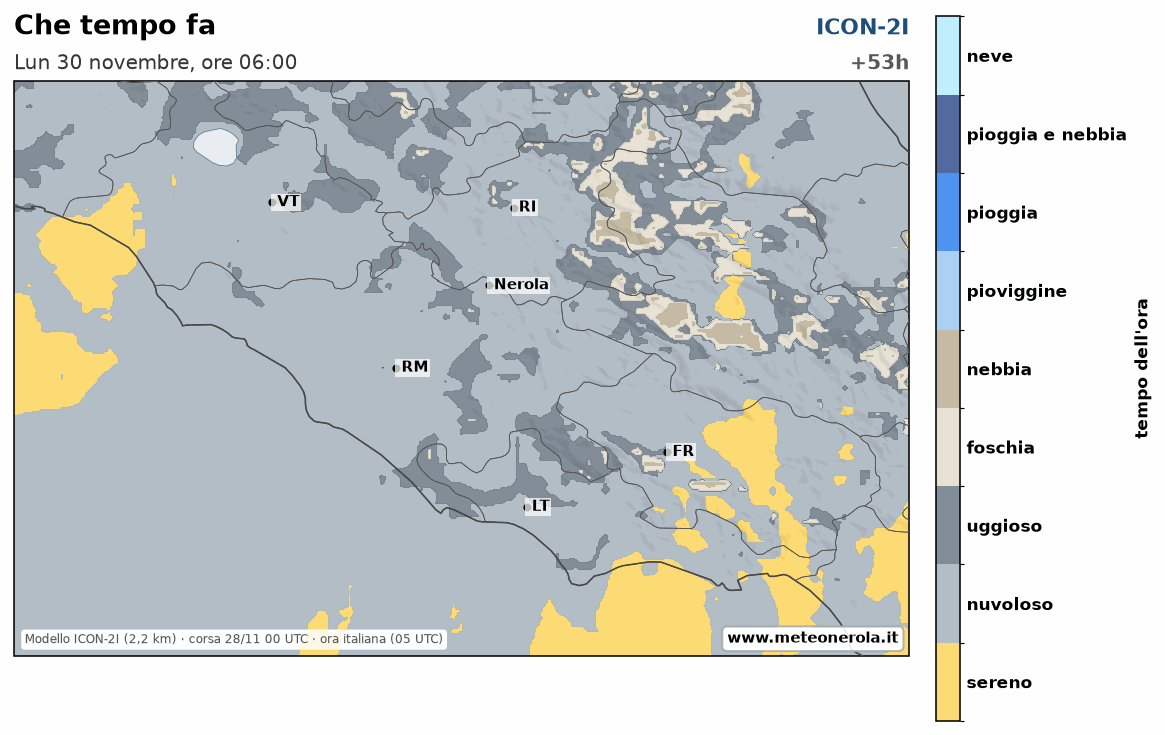 Che tempo fa
ICON-2I
Lun 30 novembre, ore 06:00
+53h
neve
pioggia e nebbia
pioggia
pioviggine
nebbia
foschia
uggioso
nuvoloso
sereno
tempo dell'ora
VT
RI
Nerola
RM
FR
LT
Modello ICON-2I (2,2 km) · corsa 28/11 00 UTC · ora italiana (05 UTC)
www.meteonerola.it